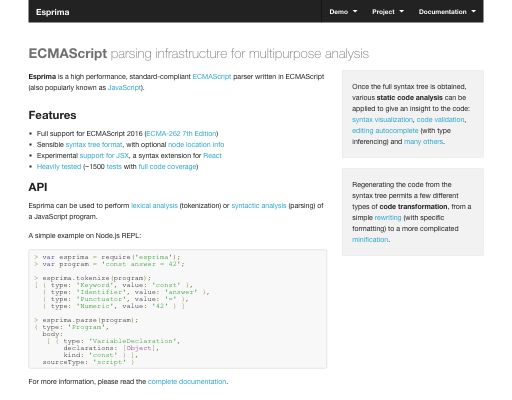 Esprima
Demo
Project
Documentation
ECMAScript parsing infrastructure for multipurpose analysis
Esprima is a high performance, standard-compliant ECMAScript parser written in ECMAScript
(also popularly known as JavaScript).
Features
• Full support for ECMAScript 2016 (ECMA-262 7th Edition)
• Sensible syntax tree format, with optional node location info
• Experimental support for JSX, a syntax extension for React
• Heavily tested (~1500 tests with full code coverage)
API
Esprima can be used to perform lexical analysis (tokenization) or syntactic analysis (parsing) of
a JavaScript program.
A simple example on Node.js REPL:
> var esprima = require('esprima');
> var program = 'const answer = 42';
> esprima.tokenize(program);
[ { type: 'Keyword', value: 'const' },
{ type: 'Identifier', value: 'answer' },
{ type: 'Punctuator', value: '=' },
{ type: 'Numeric', value: '42' } ]
> esprima.parse(program);
{ type: 'Program',
body:
[ { type: 'VariableDeclaration',
declarations: [Object],
kind: 'const' } ],
sourceType: 'script' }
For more information, please read the complete documentation.
Once the full syntax tree is obtained,
various static code analysis can be
applied to give an insight to the code:
syntax visualization, code validation,
editing autocomplete (with type
inferencing) and many others.
Regenerating the code from the
syntax tree permits a few different
types of code transformation, from a
simple rewriting (with specific
formatting) to a more complicated
minification.